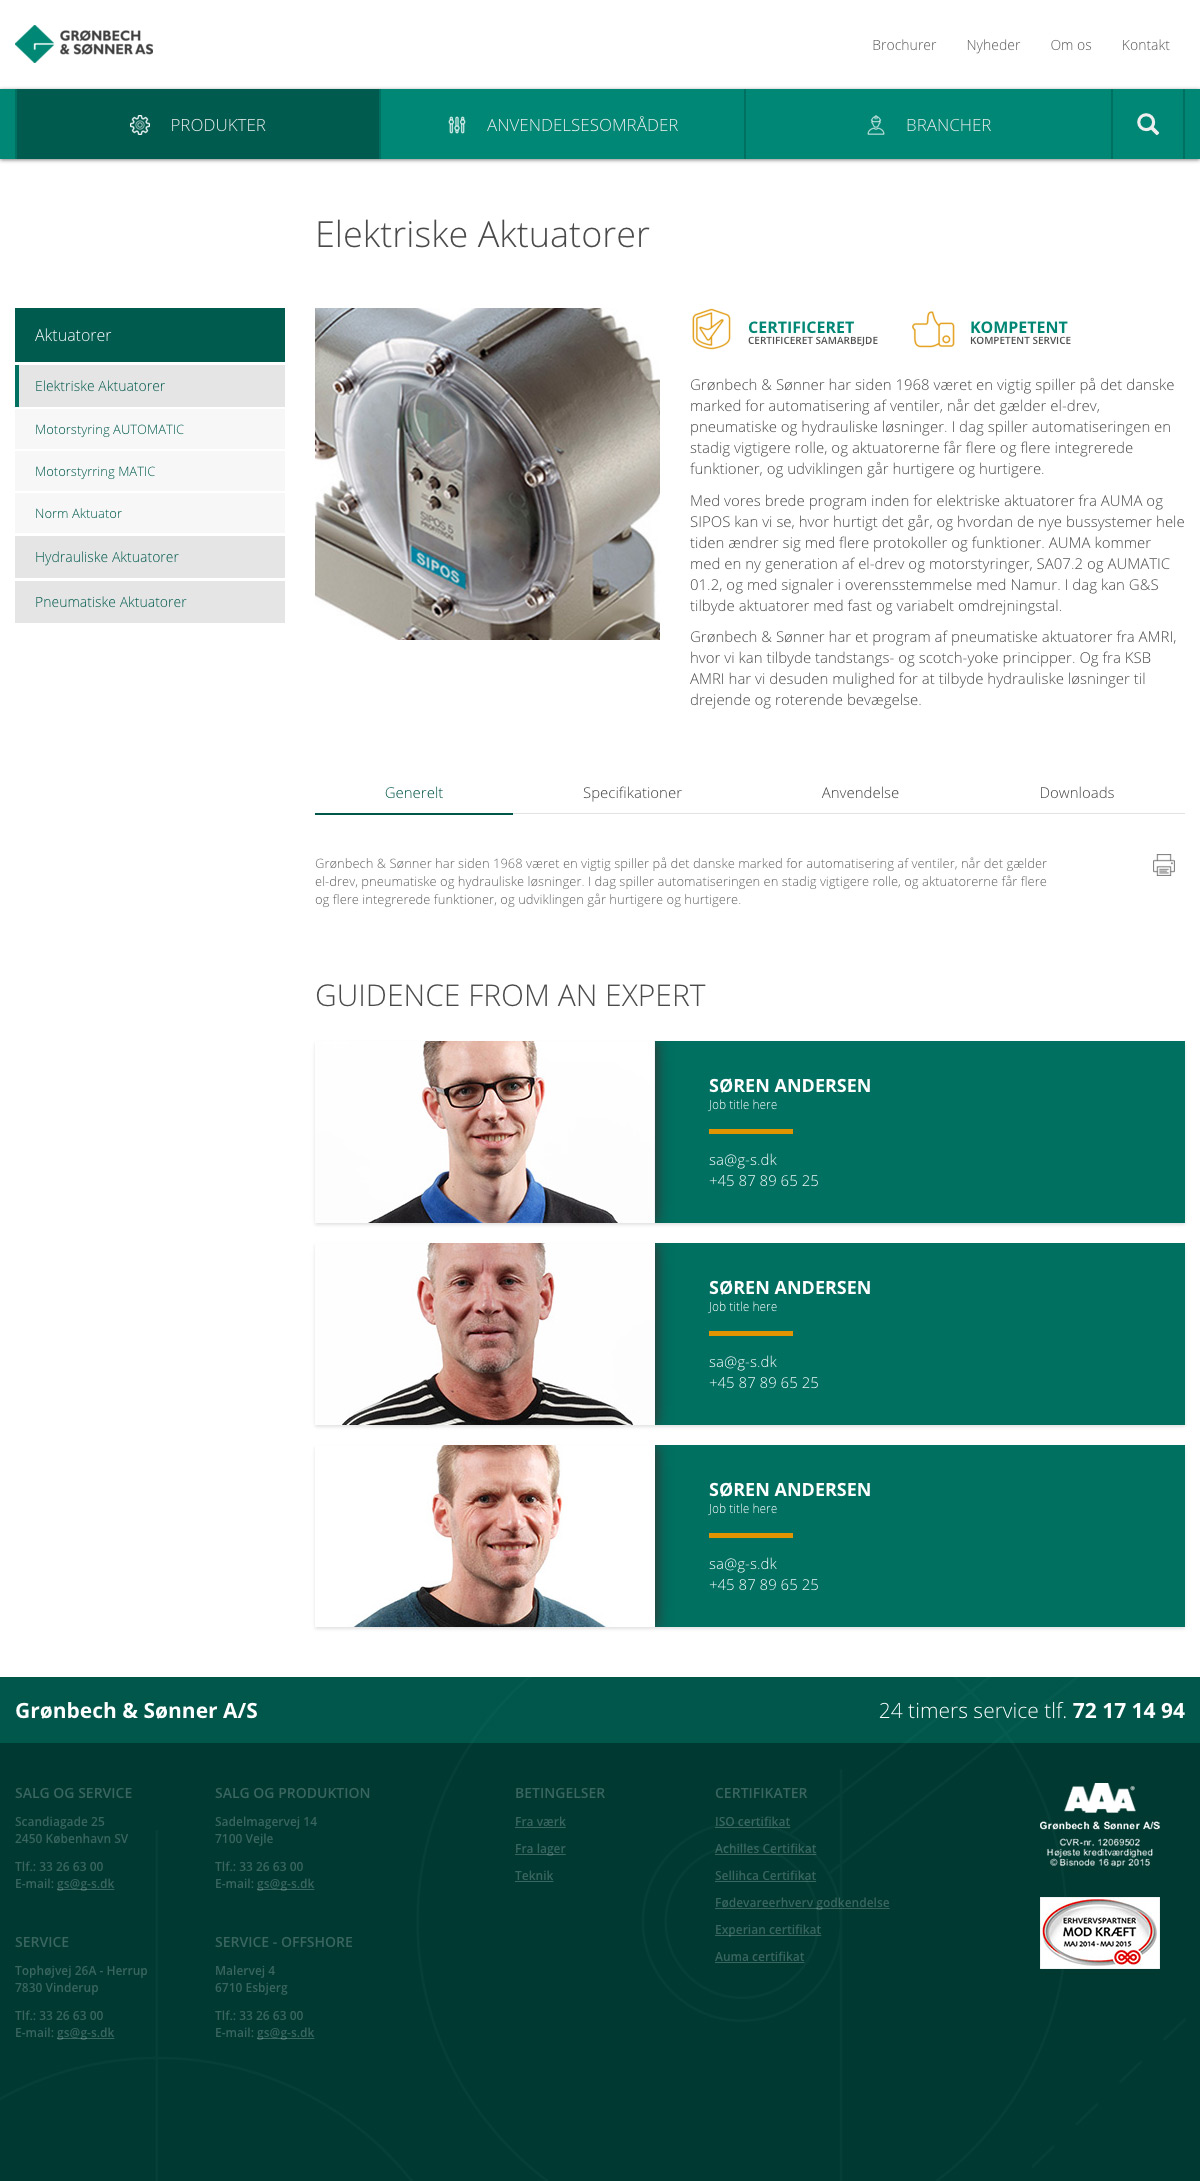 GRØNBECH
& SØNNER AS
Brochurer
Nyheder
Om os
Kontakt
PRODUKTER
ANVENDELSESOMRÅDER
BRANCHER
Elektriske Aktuatorer
Aktuatorer
Elektriske Aktuatorer
Motorstyring AUTOMATIC
Motorstyrring MATIC
Norm Aktuator
Hydrauliske Aktuatorer
Pneumatiske Aktuatorer
SIPOS 5
SIPOS
CERTIFICERET
CERTIFICERET SAMARBEJDE
KOMPETENT
KOMPETENT SERVICE
Grønbech & Sønner har siden 1968 været en vigtig spiller på det danske
marked for automatisering af ventiler, når det gælder el-drev,
pneumatiske og hydrauliske løsninger. I dag spiller automatiseringen en
stadig vigtigere rolle, og aktuatorerne får flere og flere integrerede
funktioner, og udviklingen går hurtigere og hurtigere.
Med vores brede program inden for elektriske aktuatorer fra AUMA og
SIPOS kan vi se, hvor hurtigt det går, og hvordan de nye bussystemer hele
tiden ændrer sig med flere protokoller og funktioner. AUMA kommer
med en ny generation af el-drev og motorstyringer, SA07.2 og AUMATIC
01.2, og med signaler i overensstemmelse med Namur. I dag kan G&S
tilbyde aktuatorer med fast og variabelt omdrejningstal.
Grønbech & Sønner har et program af pneumatiske aktuatorer fra AMRI,
hvor vi kan tilbyde tandstangs- og scotch-yoke principper. Og fra KSB
AMRI har vi desuden mulighed for at tilbyde hydrauliske løsninger til
drejende og roterende bevægelse.
Generelt
Specifikationer
Anvendelse
Downloads
Grønbech & Sønner har siden 1968 været en vigtig spiller på det danske marked for automatisering af ventiler, når det gælder
el-drev, pneumatiske og hydrauliske løsninger. I dag spiller automatiseringen en stadig vigtigere rolle, og aktuatorerne får flere
og flere integrerede funktioner, og udviklingen går hurtigere og hurtigere.
GUIDENCE FROM AN EXPERT
SØREN ANDERSEN
Job title here
sa@g-s.dk
+45 87 89 65 25
SØREN ANDERSEN
Job title here
sa@g-s.dk
+45 87 89 65 25
SØREN ANDERSEN
Job title here
sa@g-s.dk
+45 87 89 65 25
Grønbech & Sønner A/S
24 timers service tlf. 72 17 14 94
SALG OG SERVICE
Scandiagade 25
2450 København SV
Tlf.: 33 26 63 00
E-mail: gs@g-s.dk
SALG OG PRODUKTION
Sadelmagervej 14
7100 Vejle
Tlf.: 33 26 63 00
E-mail: gs@g-s.dk
SERVICE
Tophøjvej 26A - Herrup
7830 Vinderup
Tlf.: 33 26 63 00
E-mail: gs@g-s.dk
SERVICE - OFFSHORE
Malervej 4
6710 Esbjerg
Tlf.: 33 26 63 00
E-mail: gs@g-s.dk
BETINGELSER
Fra værk
Fra lager
Teknik
CERTIFIKATER
ISO certifikat
Achilles Certifikat
Sellihca Certifikat
Fødevareerhverv godkendelse
Experian certifikat
Auma certifikat
AAA
Grønbech & Sønner A/S
CVR-nr. 12069502
Højeste kreditværdighed
© Bisnode 16 apr 2015
ERHVERVSPARTNER
MOD KRÆFT
MAJ 2014 - MAJ 2015